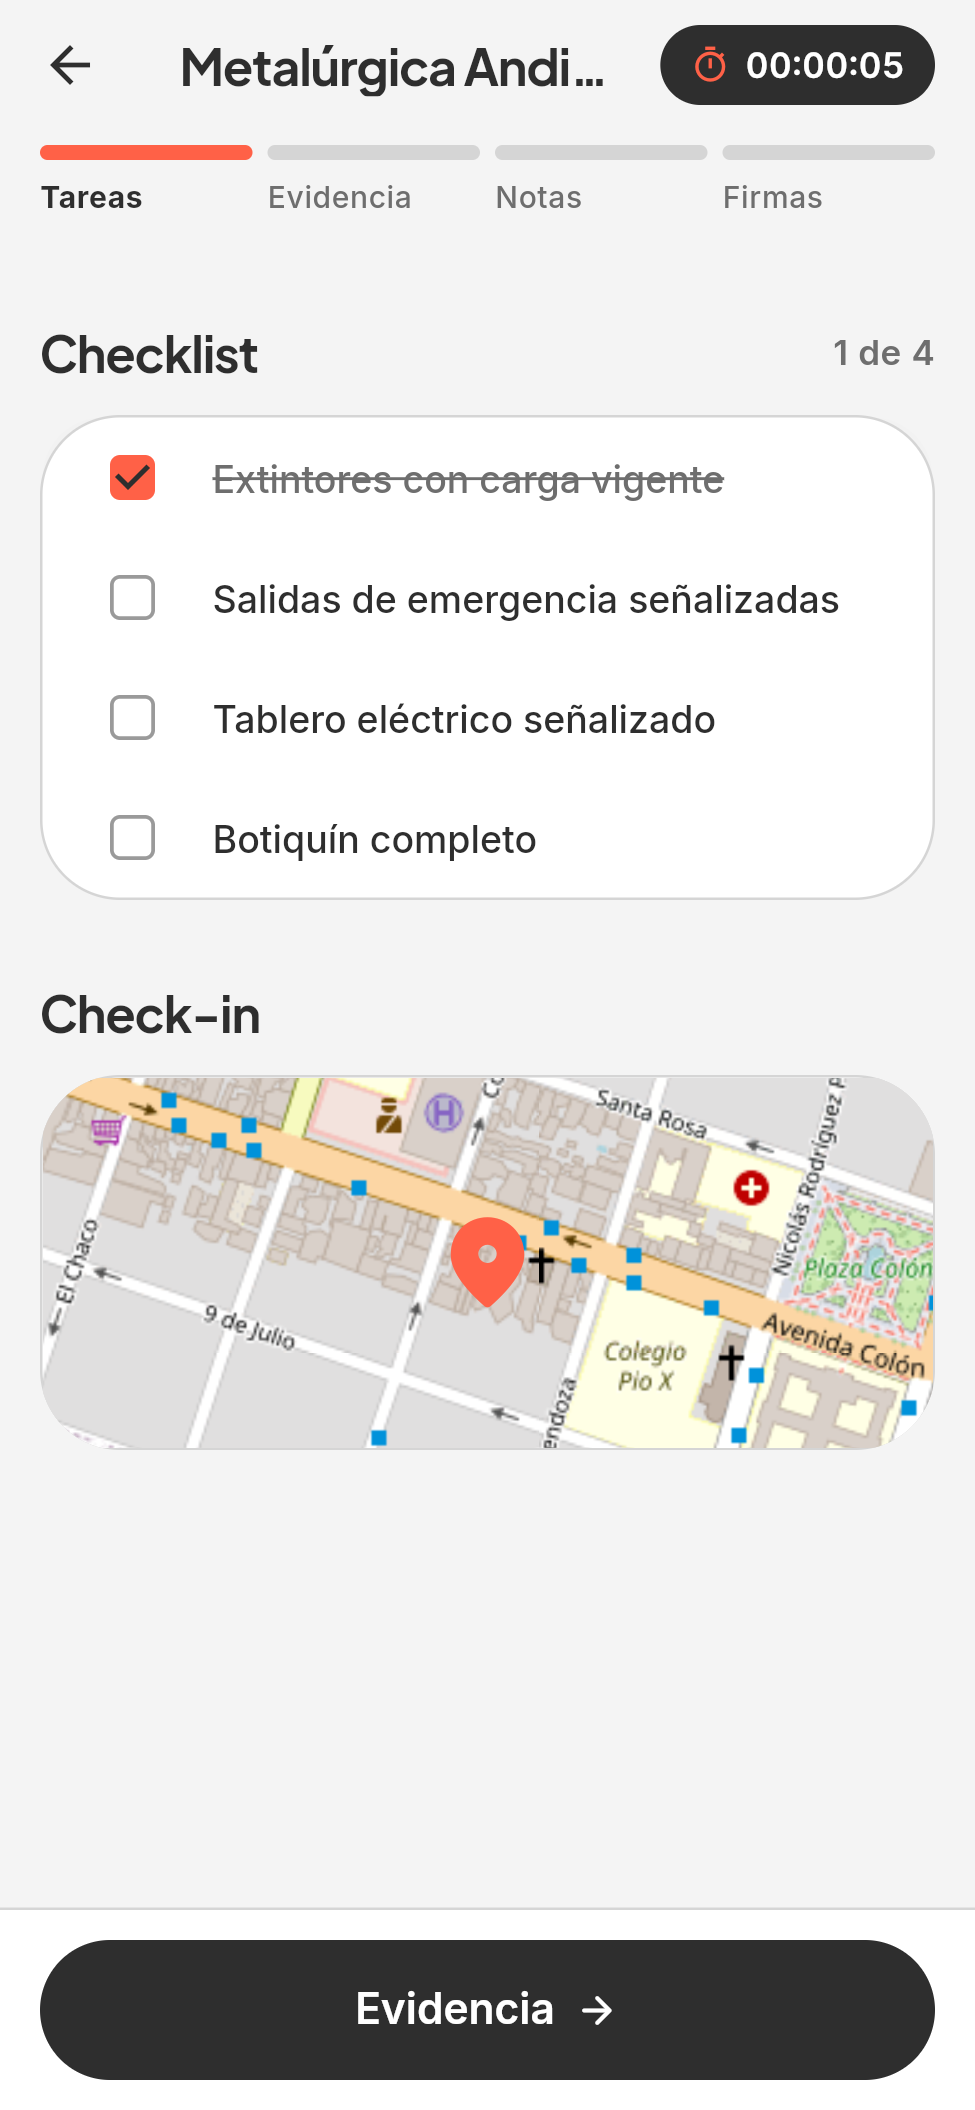 Metalúrgica Andi...
00:00:05
Tareas
Evidencia
Notas
Firmas
Checklist
1 de 4
Extintores con carga vigente
Salidas de emergencia señalizadas
Tablero eléctrico señalizado
Botiquín completo
Check-in
Santa Rosa
Nicolás Rodríguez
El Chaco
Plaza Colón
9 de Julio
Avenida Colón
Colegio
Pio X
endoza
Evidencia